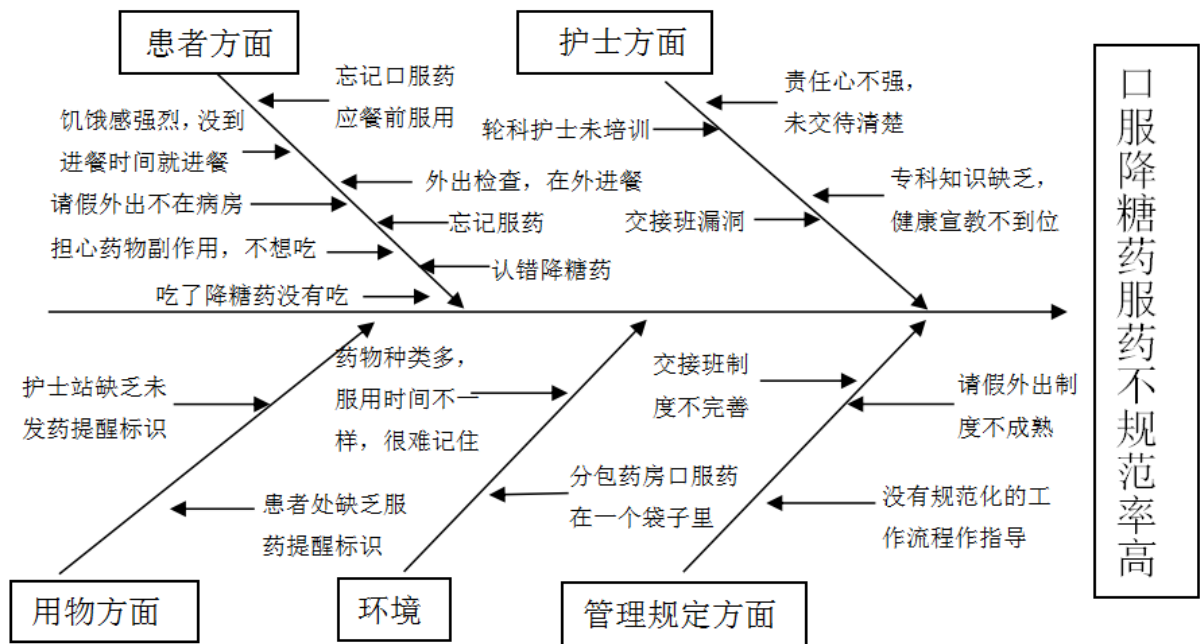 患者方面
护士方面
忘记口服药
应餐前服用
饥饿感强烈，没到
进餐时间就进餐
外出检查，在外进餐
请假外出不在病房
忘记服药
担心药物副作用，不想吃
认错降糖药
吃了降糖药没有吃
责任心不强，
未交待清楚
轮科护士未培训
专科知识缺乏，
健康宣教不到位
交接班漏洞
护士站缺乏未
发药提醒标识
患者处缺乏服
药提醒标识
药物种类多，
服用时间不一
样，很难记住
分包药房口服药
在一个袋子里
交接班制
度不完善
请假外出制
度不成熟
没有规范化的工
作流程作指导
用物方面
环境
管理规定方面
口服降糖药服药不规范率高